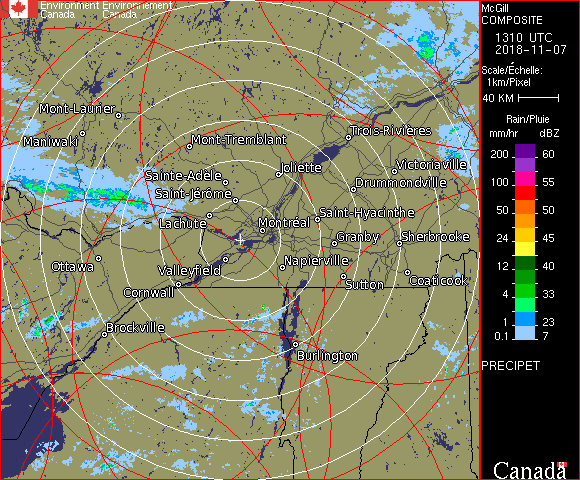 Environment Environnement
Canada Canada
McGill
COMPOSITE
1310 UTC
2018-11-07
Scale/Échelle:
1km/Pixel
40 KM
Rain/Pluie
mm/hr dBZ
200 60
100 55
50 50
24 45
12 40
4 33
1 23
0.1 7
PRECIPET
Canada
Mont-Laurier
Maniwaki
Mont-Tremblant
Trois-Rivières
Joliette
Victoriaville
Sainte-Adèle
Drummondville
Saint-Jérôme
Saint-Hyacinthe
Lachute
Montréal
Granby
Sherbrooke
Ottawa
Valleyfield
Napierville
Cornwall
Sutton
Coaticook
Brockville
Burlington